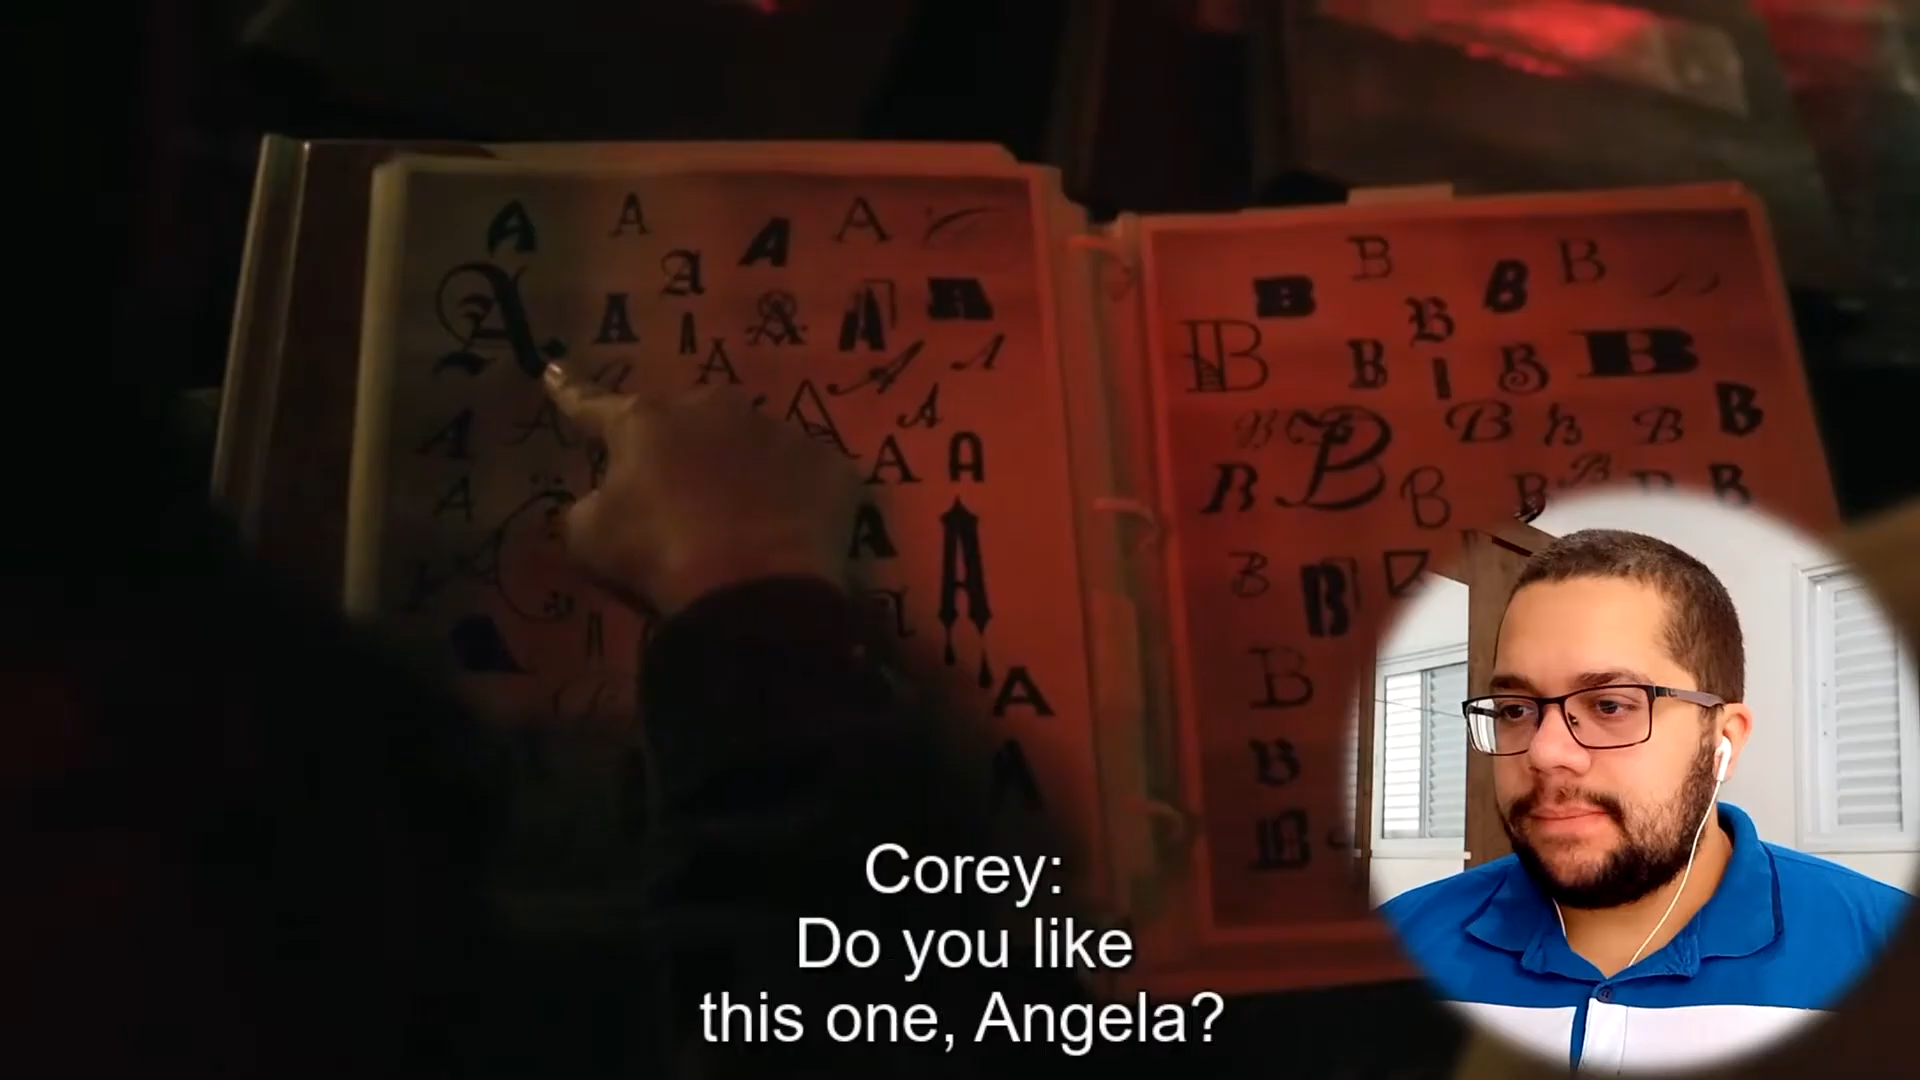 A A A A
A A A A A A A
A A A A
A A A A A
A A
A A
A
A
B B B B
B B B B
B B B B
B B B B B B
B B B B B B B
B B
B
B
B
Corey:
Do you like
this one, Angela?